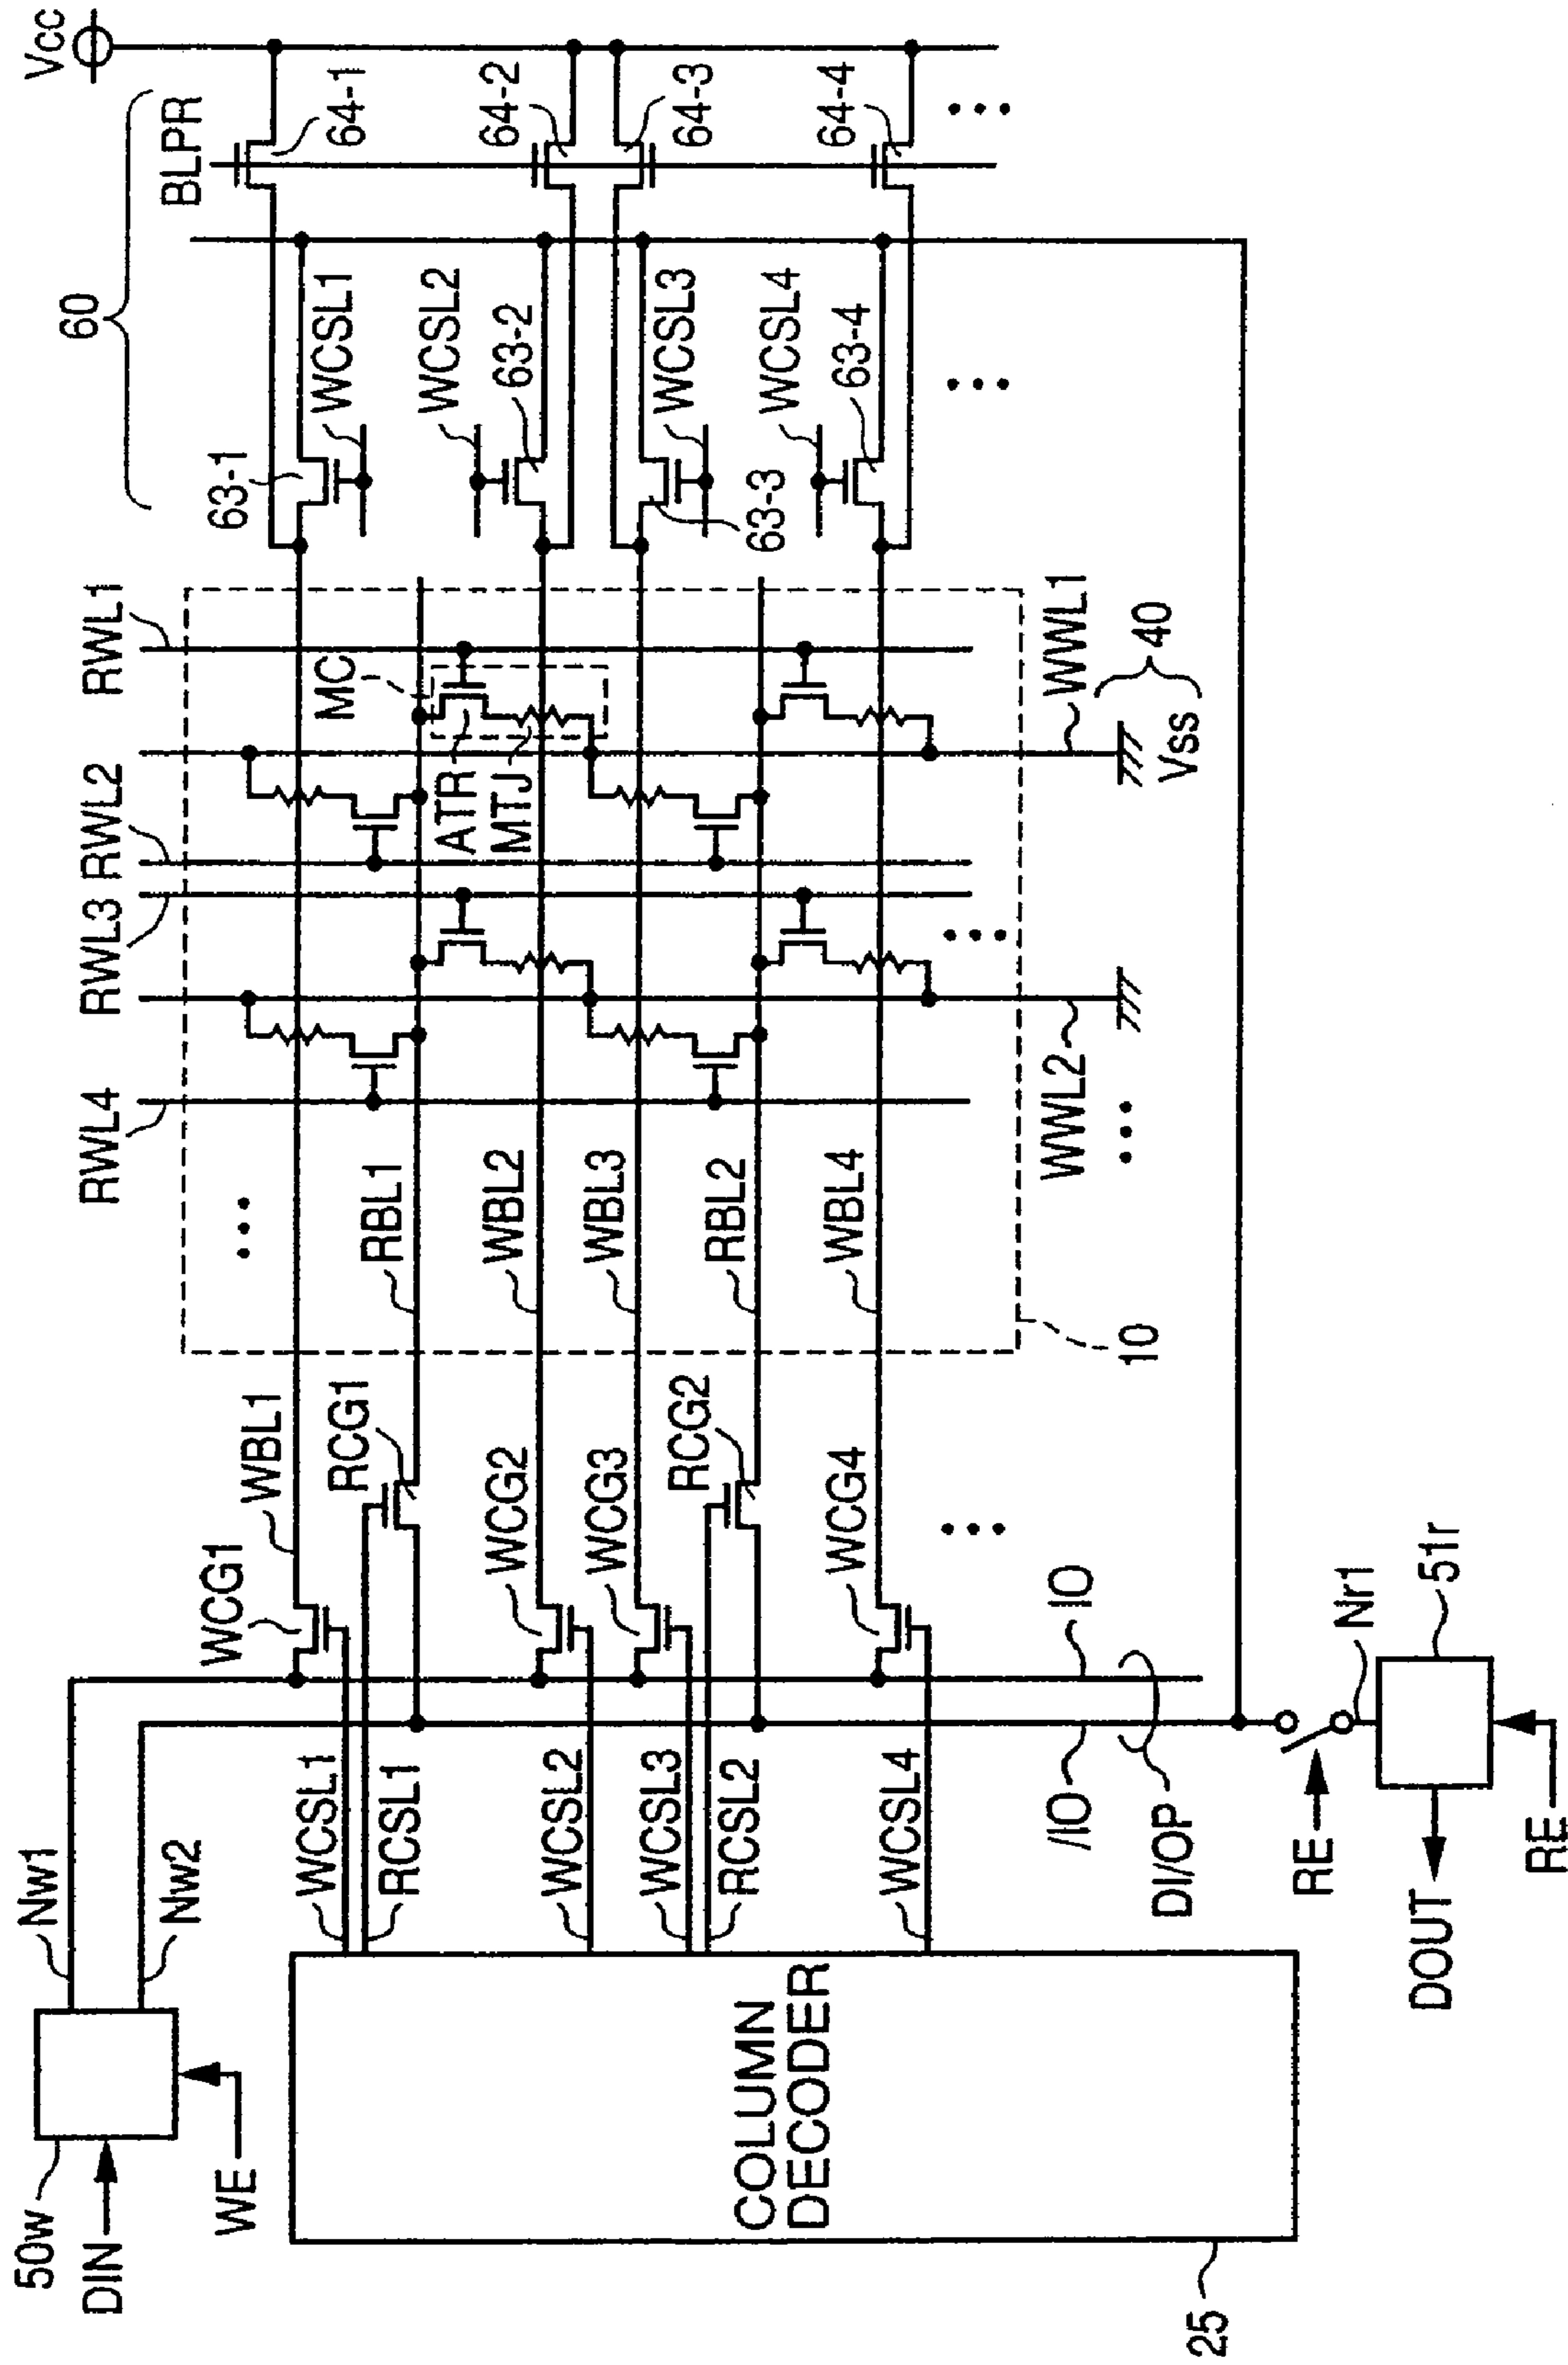 Vcc
BLPR
60
64-1
64-2
64-3
64-4
WCSL1
WCSL2
WCSL3
WCSL4
63-1
63-2
63-3
63-4
RWL1
RWL2
RWL3
RWL4
MC
ATR
MTJ
WWL1
40
Vss
WWL2
RBL1
WBL2
WBL3
RBL2
WBL4
10
WBL1
RCG1
WCG2
WCG3
RCG2
WCG4
WCG1
IO
/IO
DI/OP
Nr1
51r
RE
RE
DOUT
Nw1
Nw2
WCSL1
RCSL1
WCSL2
WCSL3
RCSL2
WCSL4
50w
DIN
WE
COLUMN
DECODER
25